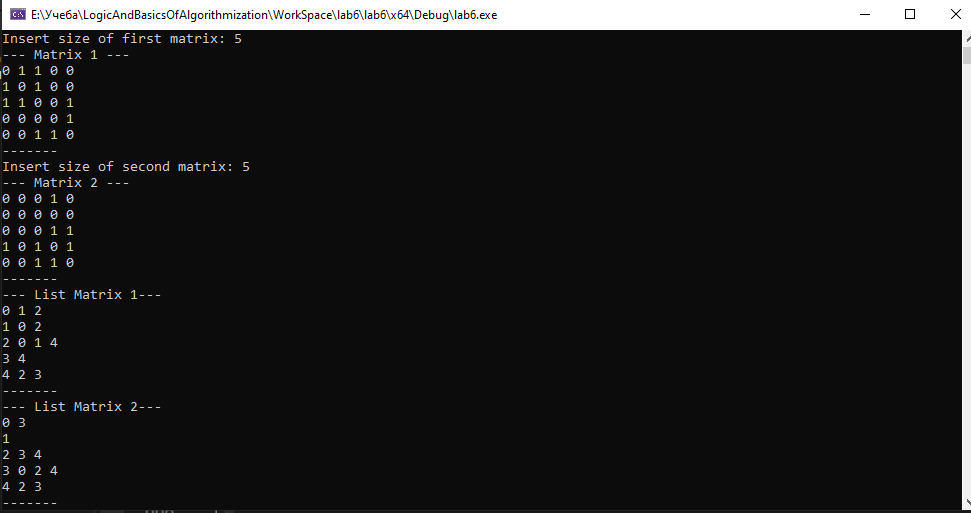 E:\Учеба\LogicAndBasicsOfAlgorithmization\WorkSpace\lab6\lab6\x64\Debug\lab6.exe
Insert size of first matrix: 5
--- Matrix 1 ---
0 1 1 0 0
1 0 1 0 0
1 1 0 0 1
0 0 0 0 1
0 0 1 1 0
-------
Insert size of second matrix: 5
--- Matrix 2 ---
0 0 0 1 0
0 0 0 0 0
0 0 0 1 1
1 0 1 0 1
0 0 1 1 0
-------
--- List Matrix 1---
0 1 2
1 0 2
2 0 1 4
3 4
4 2 3
-------
--- List Matrix 2---
0 3
1
2 3 4
3 0 2 4
4 2 3
-------